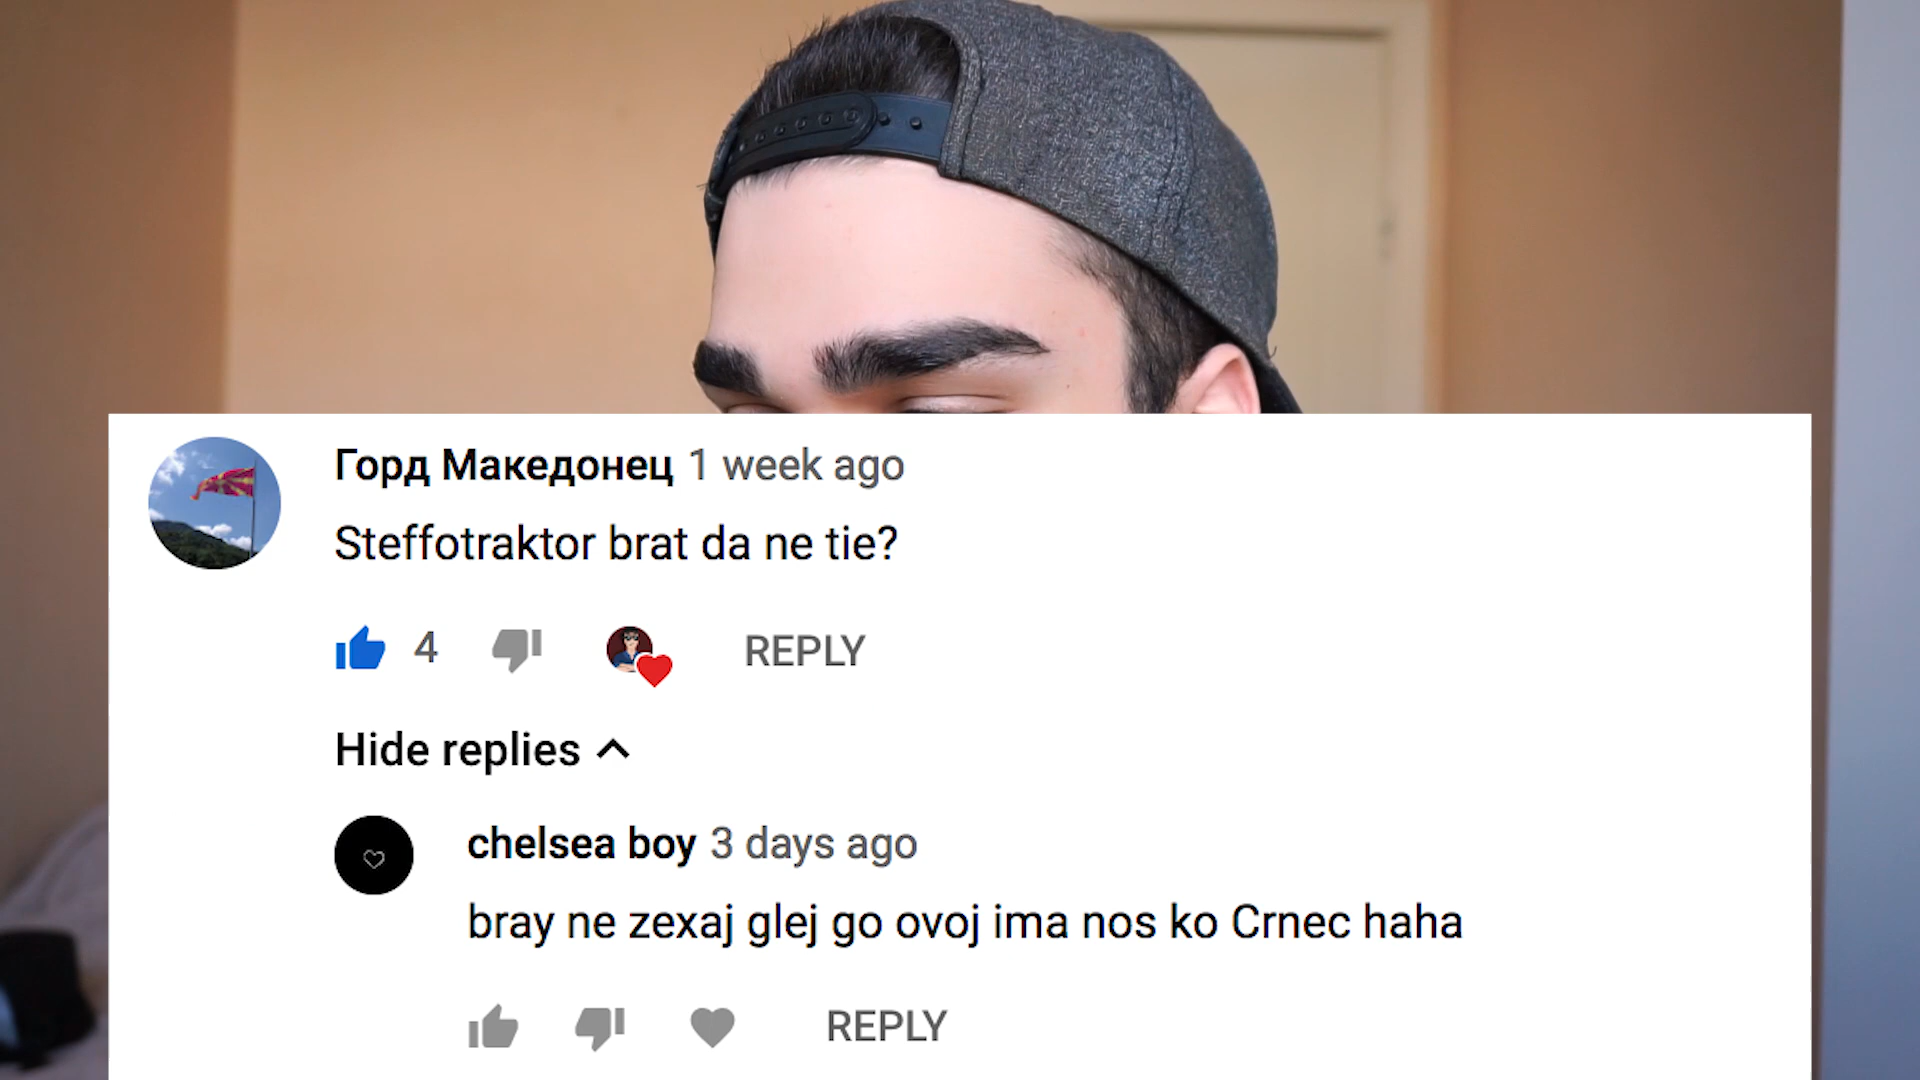 Горд Македонец 1 week ago
Steffotraktor brat da ne tie?
4
REPLY
Hide replies
chelsea boy 3 days ago
bray ne zexaj glej go ovoj ima nos ko Crnec haha
REPLY